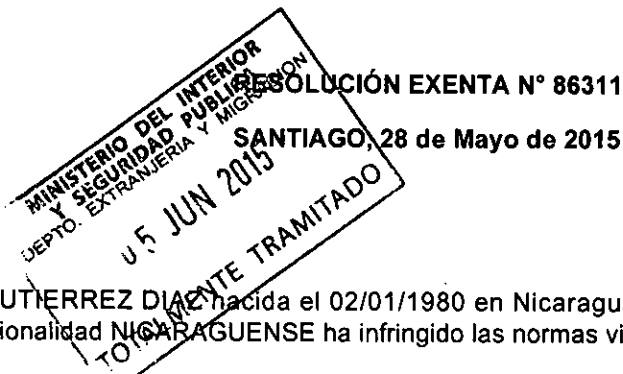 RESOLUCIÓN EXENTA N° 86311
SANTIAGO, 28 de Mayo de 2015
MINISTERIO DEL INTERIOR
Y SEGURIDAD PUBLICA
DEPTO. EXTRANJERIA Y MIGRACION
05 JUN 2015
TOTALMENTE TRAMITADO
UTIERREZ DIAZ nacida el 02/01/1980 en Nicaragu
ionalidad NICARAGUENSE ha infringido las normas vi